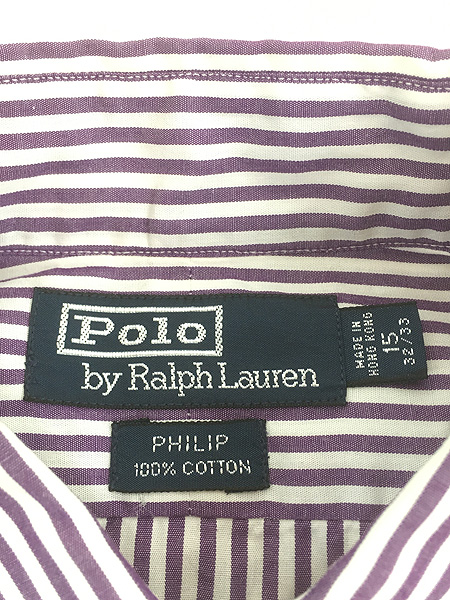 Polo
by Ralph Lauren
MADE IN
HONG KONG
15
32/33
PHILIP
100% COTTON